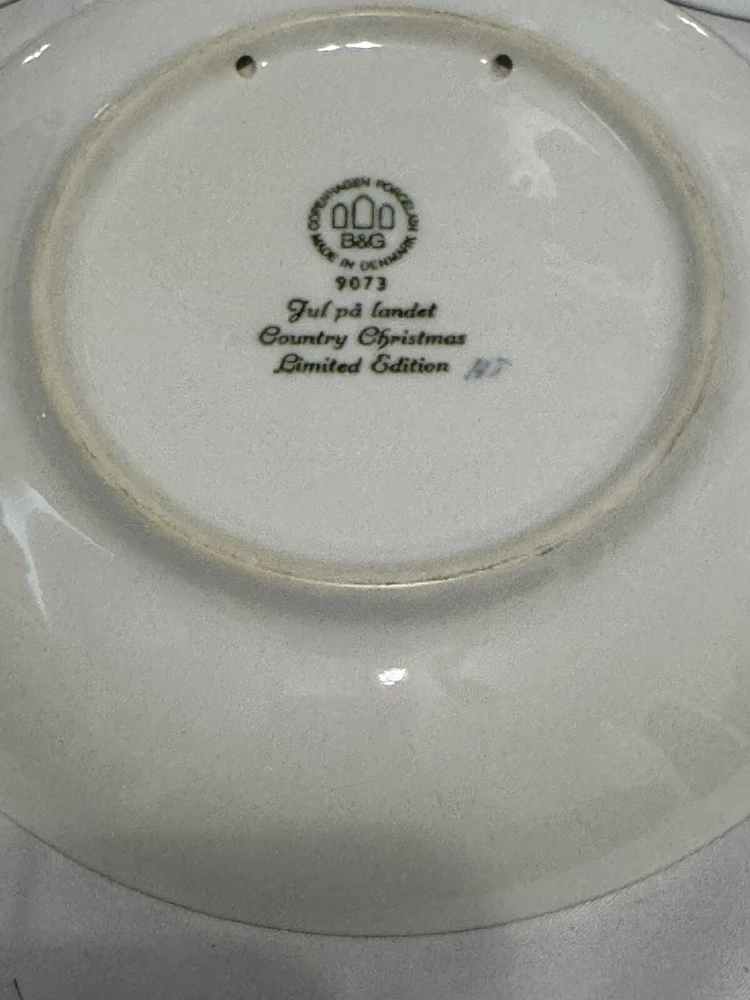 COPENHAGEN PORCELAIN
B&G
MADE IN DENMARK
9073
Jul på landet
Country Christmas
Limited Edition